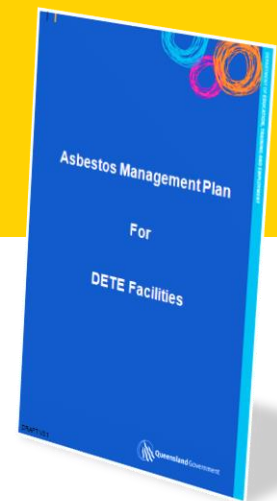 Asbestos Management Plan
For
DETE Facilities
Queensland Government